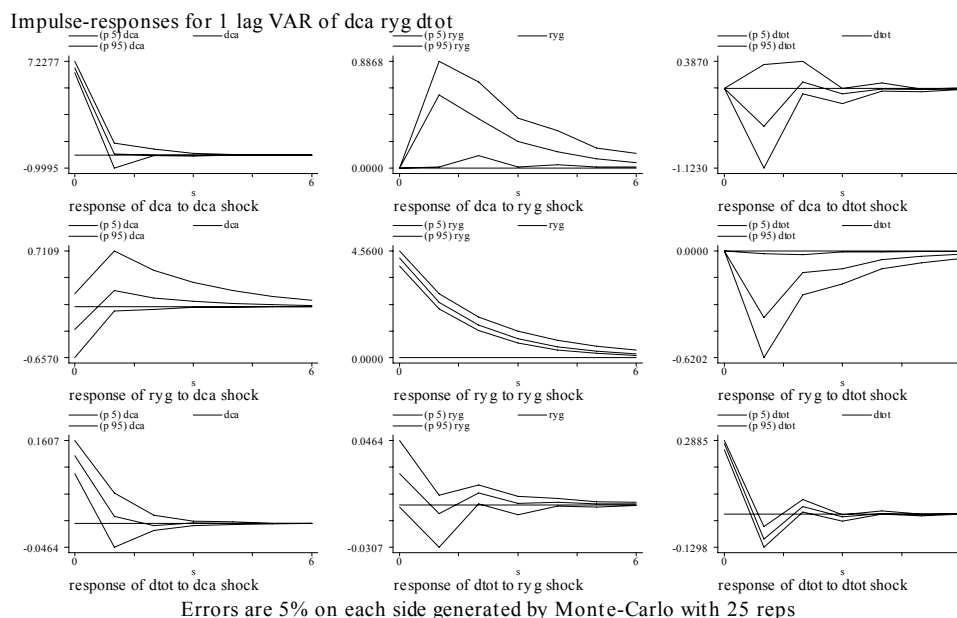 Impulse-responses for 1 lag VAR of dca ryg dtot
(p 5) dca dca
(p 95) dca
7.2277
-0.9995
0 6
s
response of dca to dca shock
(p 5) ryg ryg
(p 95) ryg
0.8868
0.0000
0 6
s
response of dca to ryg shock
(p 5) dtot dtot
(p 95) dtot
0.3870
-1.1230
0
s
response of dca to dtot shock
(p 5) dca dca
(p 95) dca
0.7109
-0.6570
0 6
s
response of ryg to dca shock
(p 5) ryg ryg
(p 95) ryg
4.5600
0.0000
0 6
s
response of ryg to ryg shock
(p 5) dtot dtot
(p 95) dtot
0.0000
-0.6202
0
s
response of ryg to dtot shock
(p 5) dca dca
(p 95) dca
0.1607
-0.0464
0 6
s
response of dtot to dca shock
(p 5) ryg ryg
(p 95) ryg
0.0464
-0.0307
0 6
s
response of dtot to ryg shock
(p 5) dtot dtot
(p 95) dtot
0.2885
-0.1298
0
s
response of dtot to dtot shock
Errors are 5% on each side generated by Monte-Carlo with 25 reps